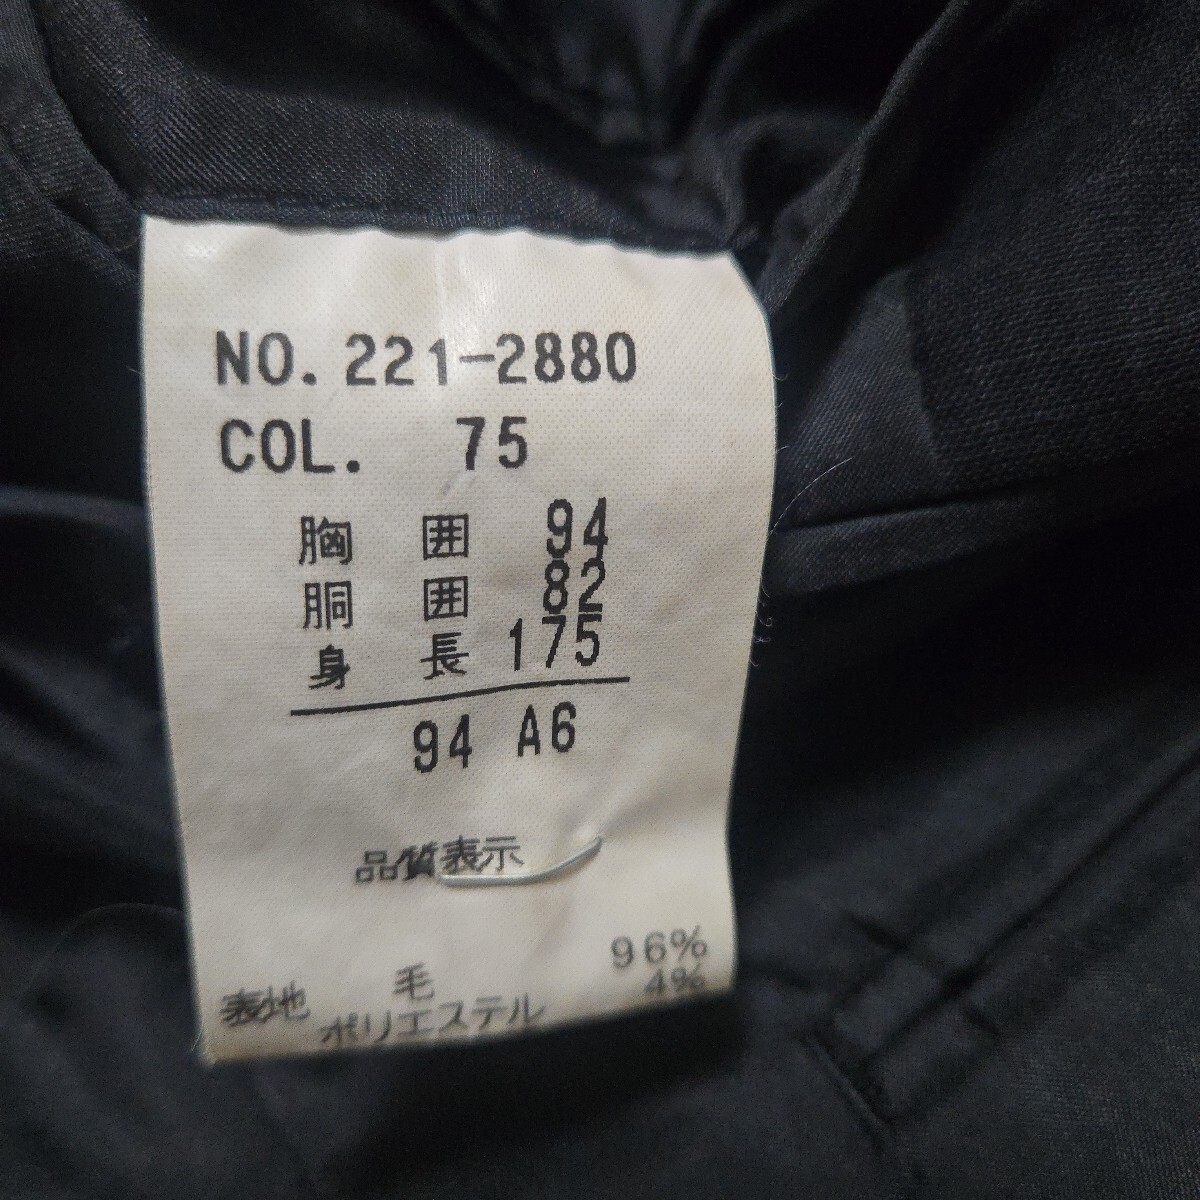 NO. 221-2880
COL. 75
胸 囲 94
胴 囲 82
身 長 175
94 A6
品質表示
表地 毛 96%
ポリエステル 4%